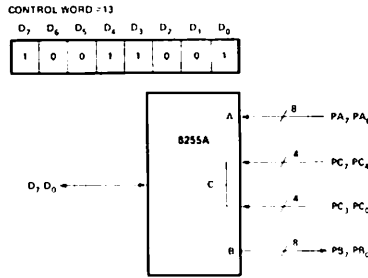 CONTROL WORD =13
D7 D6 D5 D4 D3 D2 D1 D0
1 0 0 1 1 0 0 1
8255A
A
8
PA7, PA0
4
PC7, PC4
D7, D0
C
4
PC3, PC0
B
8
PB7, PB0